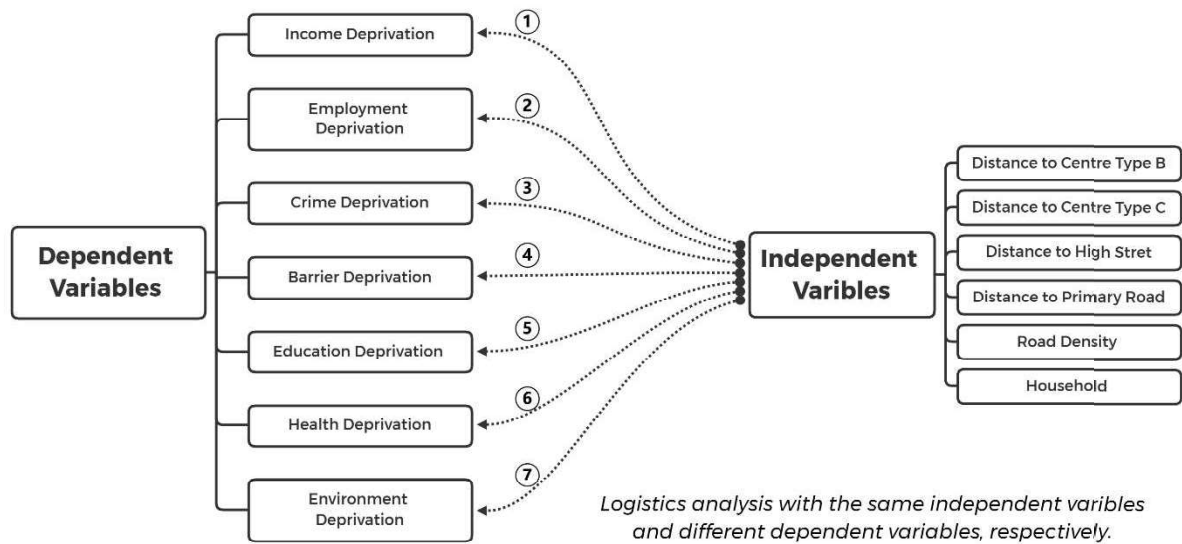 Dependent
Variables
Income Deprivation
Employment
Deprivation
Crime Deprivation
Barrier Deprivation
Education Deprivation
Health Deprivation
Environment
Deprivation
1
2
3
4
5
6
7
Independent
Varibles
Distance to Centre Type B
Distance to Centre Type C
Distance to High Stret
Distance to Primary Road
Road Density
Household
Logistics analysis with the same independent varibles
and different dependent variables, respectively.